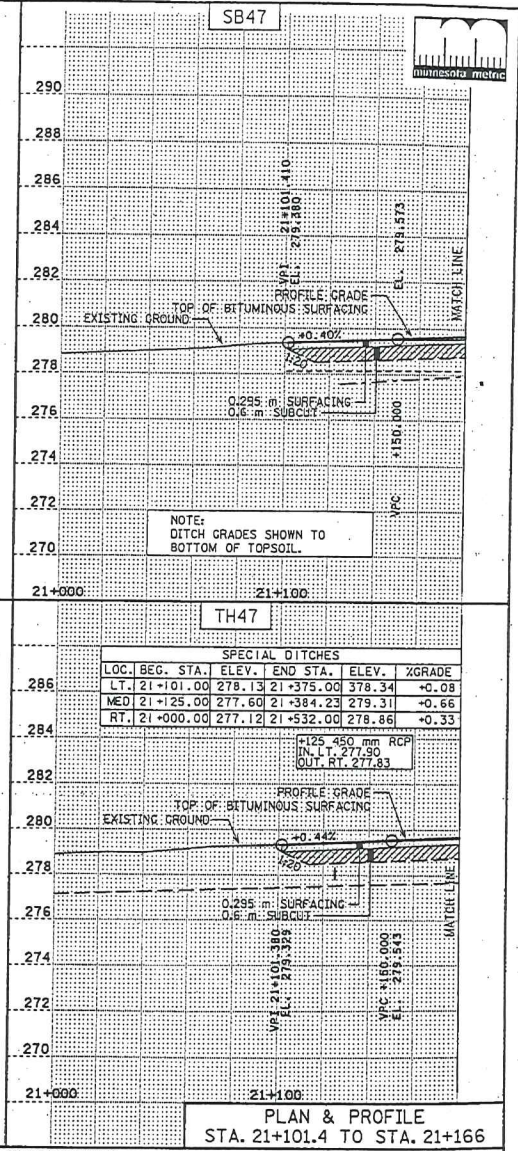 SB47
minnesota metric
290
288
286
284
282
280
278
276
274
272
270
VPI 21+101.410
EL. 279.380
EL. 279.573
MATCH LINE
PROFILE GRADE
TOP OF BITUMINOUS SURFACING
EXISTING GROUND
+0.40%
1:20
0.295 m SURFACING
0.6 m SUBCUT
VPC +150.000
NOTE:
DITCH GRADES SHOWN TO
BOTTOM OF TOPSOIL.
21+000 21+100
TH47
SPECIAL DITCHES
LOC. BEG. STA. ELEV. END STA. ELEV. %GRADE
LT. 21+101.00 278.13 21+375.00 378.34 +0.08
MED 21+125.00 277.60 21+384.23 279.31 +0.66
RT. 21+000.00 277.12 21+532.00 278.86 +0.33
286
284
282
280
278
276
274
272
270
+125 450 mm RCP
IN. LT. 277.90
OUT. RT. 277.83
PROFILE GRADE
TOP OF BITUMINOUS SURFACING
EXISTING GROUND
+0.44%
1:20
0.295 m SURFACING
0.6 m SUBCUT
MATCH LINE
VPI 21+101.380
EL. 279.329
VPC +150.000
EL. 279.543
21+000 21+100
PLAN & PROFILE
STA. 21+101.4 TO STA. 21+166